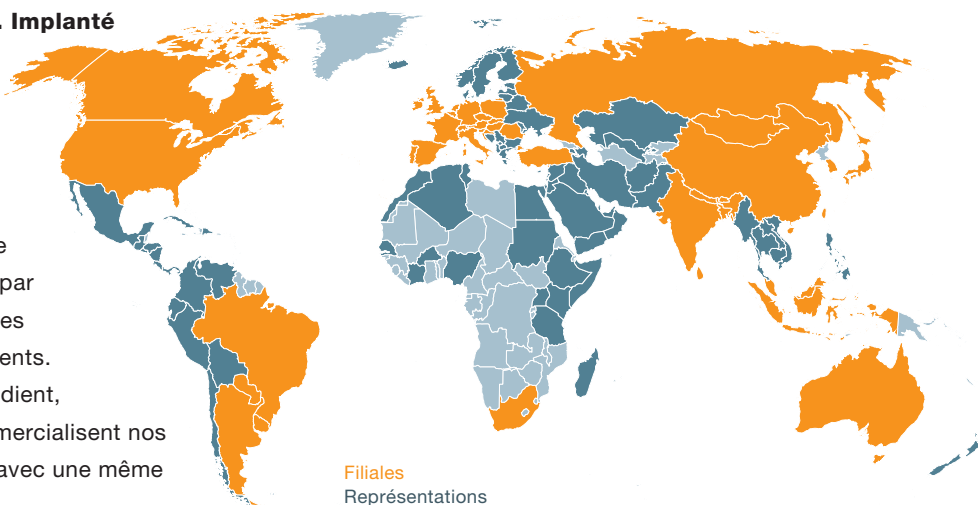 . Implanté
e
par
es
ents.
dient,
mercialisent nos
avec une même
Filiales
Représentations